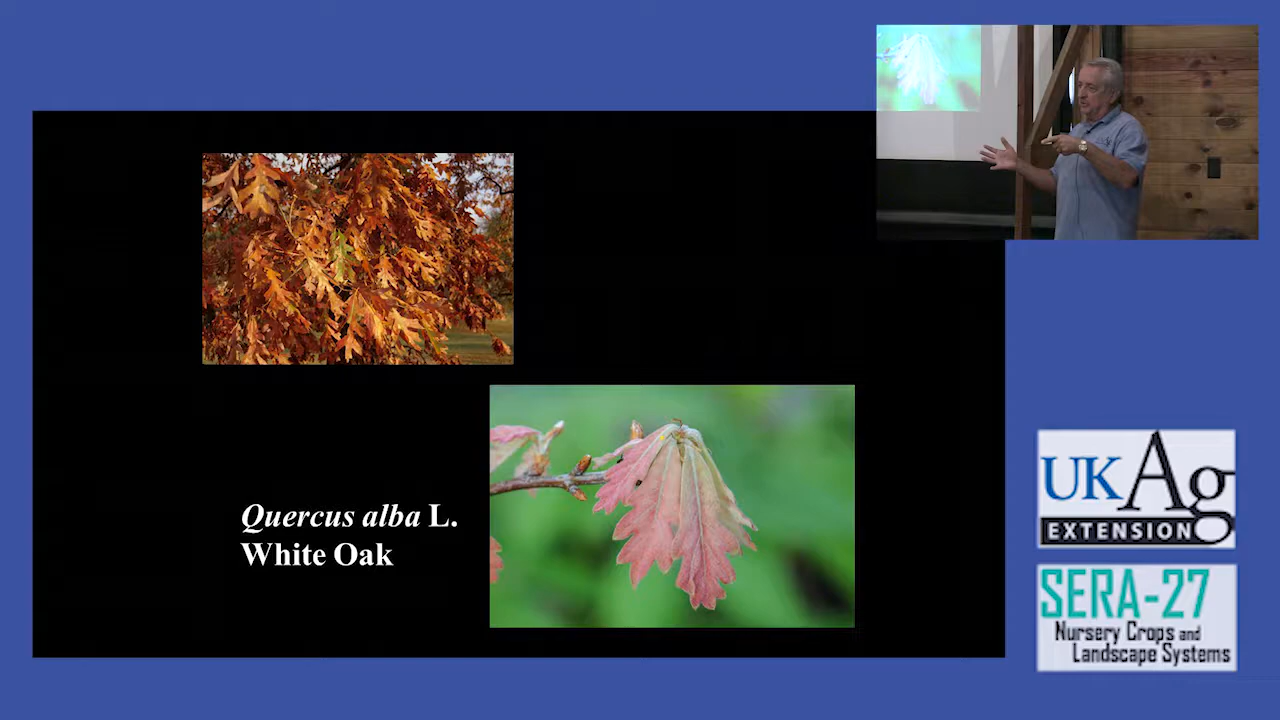 Quercus alba L.
White Oak
UKAg
EXTENSION
SERA-27
Nursery Crops and
Landscape Systems